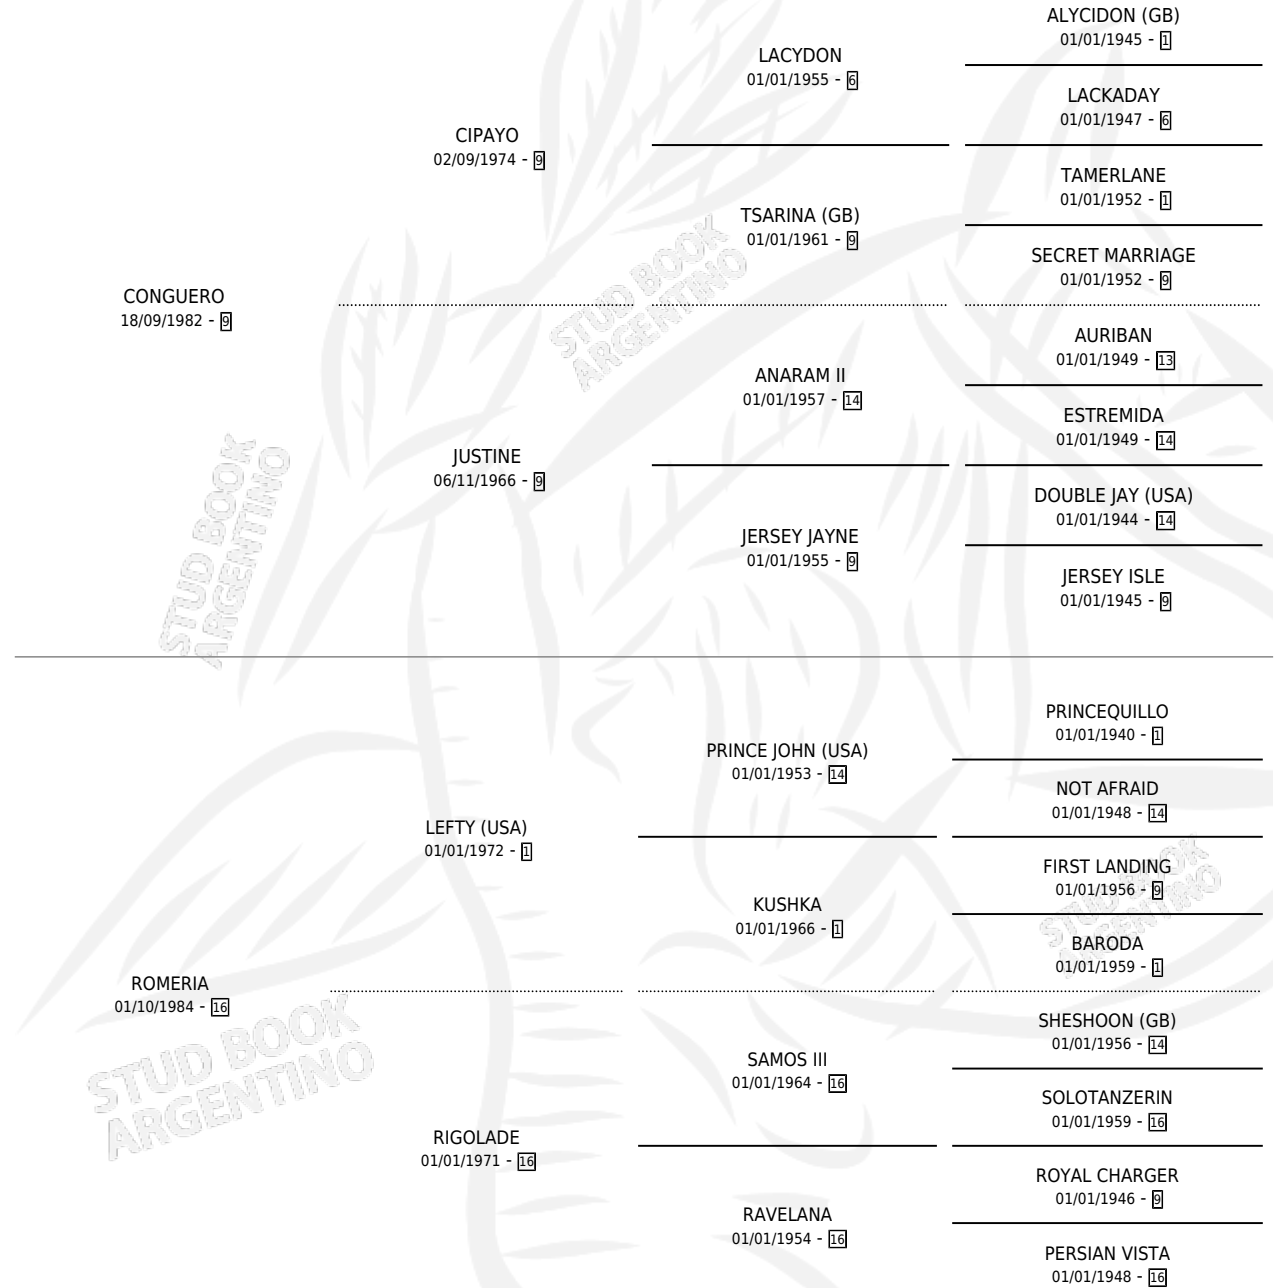 ALYCIDON (GB)
01/01/1945 - 1
LACYDON
01/01/1955 - 6
LACKADAY
01/01/1947 - 6
CIPAYO
02/09/1974 - 9
TAMERLANE
01/01/1952 - 1
TSARINA (GB)
01/01/1961 - 9
SECRET MARRIAGE
01/01/1952 - 9
CONGUERO
18/09/1982 - 9
STUD BOOK
ARGENTINO
AURIBAN
01/01/1949 - 13
ANARAM II
01/01/1957 - 14
ESTREMIDA
01/01/1949 - 14
JUSTINE
06/11/1966 - 9
DOUBLE JAY (USA)
01/01/1944 - 14
JERSEY JAYNE
01/01/1955 - 9
JERSEY ISLE
01/01/1945 - 9
STUD BOOK
ARGENTINO
PRINCEQUILLO
01/01/1940 - 1
PRINCE JOHN (USA)
01/01/1953 - 14
NOT AFRAID
01/01/1948 - 14
LEFTY (USA)
01/01/1972 - 1
FIRST LANDING
01/01/1956 - 9
KUSHKA
01/01/1966 - 1
BARODA
01/01/1959 - 1
STUD BOOK
ARGENTINO
ROMERIA
01/10/1984 - 16
SHESHOON (GB)
01/01/1956 - 14
SAMOS III
01/01/1964 - 16
SOLOTANZERIN
01/01/1959 - 16
STUD BOOK
ARGENTINO
RIGOLADE
01/01/1971 - 16
ROYAL CHARGER
01/01/1946 - 9
RAVELANA
01/01/1954 - 16
PERSIAN VISTA
01/01/1948 - 16